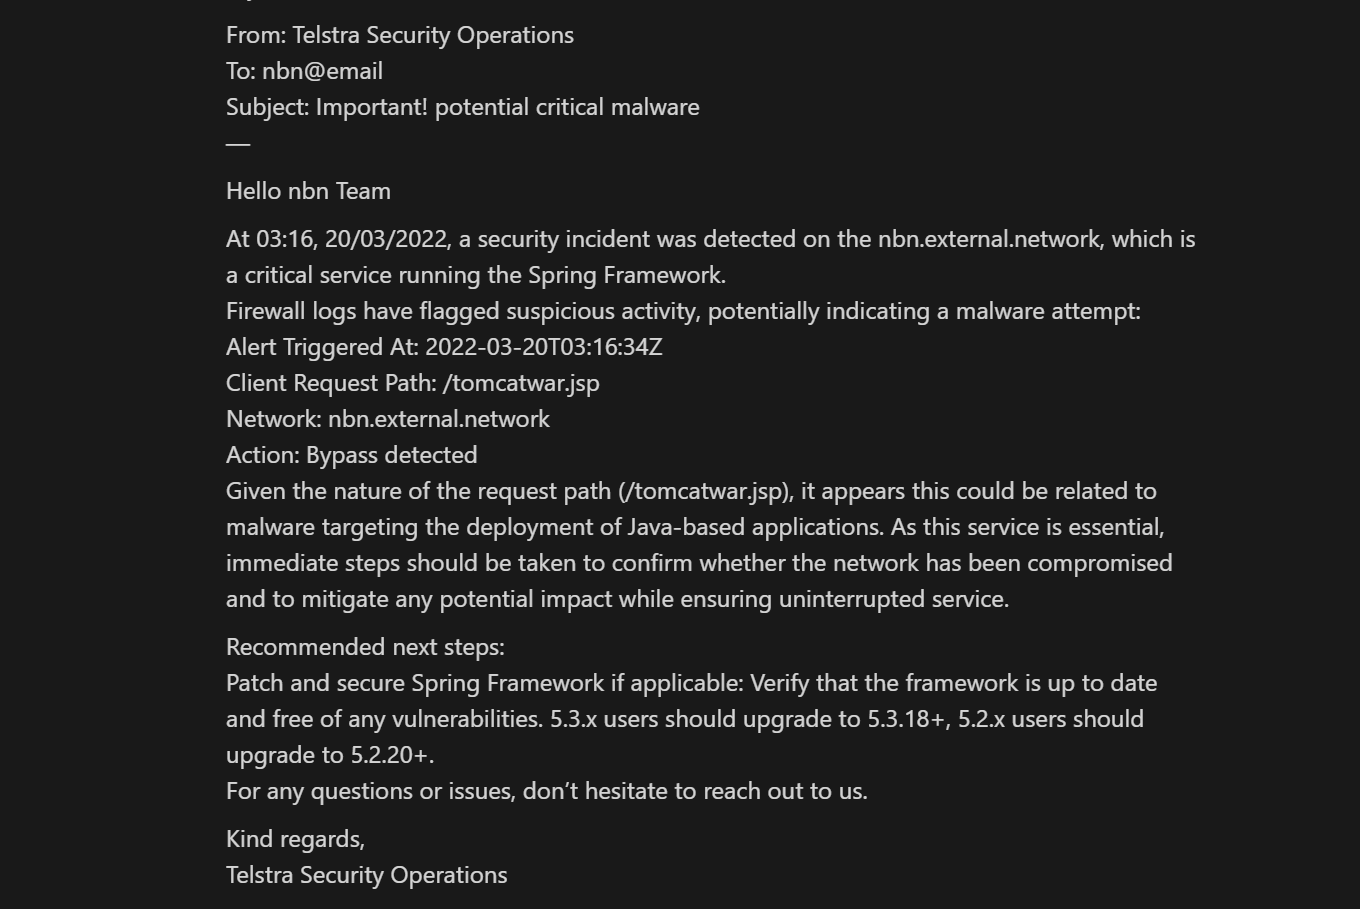 From: Telstra Security Operations
To: nbn@email
Subject: Important! potential critical malware
—
Hello nbn Team
At 03:16, 20/03/2022, a security incident was detected on the nbn.external.network, which is
a critical service running the Spring Framework.
Firewall logs have flagged suspicious activity, potentially indicating a malware attempt:
Alert Triggered At: 2022-03-20T03:16:34Z
Client Request Path: /tomcatwar.jsp
Network: nbn.external.network
Action: Bypass detected
Given the nature of the request path (/tomcatwar.jsp), it appears this could be related to
malware targeting the deployment of Java-based applications. As this service is essential,
immediate steps should be taken to confirm whether the network has been compromised
and to mitigate any potential impact while ensuring uninterrupted service.
Recommended next steps:
Patch and secure Spring Framework if applicable: Verify that the framework is up to date
and free of any vulnerabilities. 5.3.x users should upgrade to 5.3.18+, 5.2.x users should
upgrade to 5.2.20+.
For any questions or issues, don’t hesitate to reach out to us.
Kind regards,
Telstra Security Operations